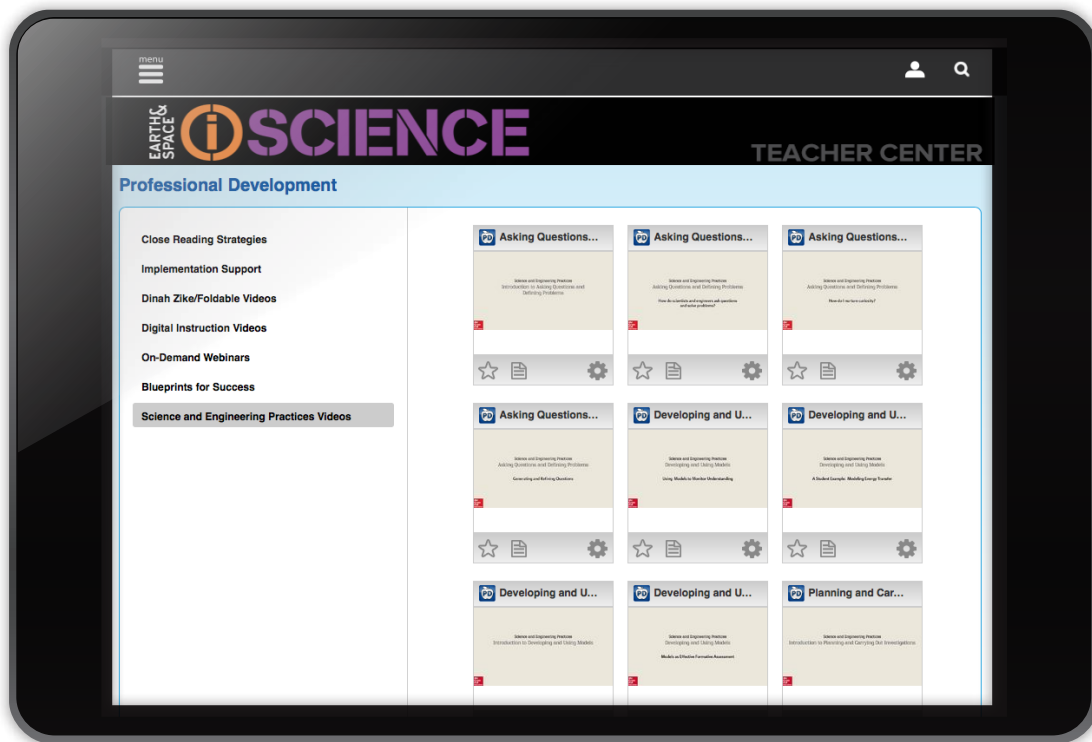 menu
EARTH&
SPACE
iSCIENCE
TEACHER CENTER
Professional Development
Close Reading Strategies
Implementation Support
Dinah Zike/Foldable Videos
Digital Instruction Videos
On-Demand Webinars
Blueprints for Success
Science and Engineering Practices Videos
PD Asking Questions...
Science and Engineering Practices
Introduction to Asking Questions and
Defining Problems
PD Asking Questions...
Science and Engineering Practices
Asking Questions and Defining Problems
How do scientists and engineers ask questions
and solve problems?
PD Asking Questions...
Science and Engineering Practices
Asking Questions and Defining Problems
PD Asking Questions...
Science and Engineering Practices
Asking Questions and Defining Problems
Generating and Refining Questions
PD Developing and U...
Science and Engineering Practices
Developing and Using Models
Using Models to Monitor Understanding
PD Developing and U...
Science and Engineering Practices
Developing and Using Models
A Student Example: Modeling Energy Transfer
PD Developing and U...
Science and Engineering Practices
Introduction to Developing and Using Models
PD Developing and U...
Science and Engineering Practices
Developing and Using Models
Models as Effective Formative Assessment
PD Planning and Car...
Science and Engineering Practices
Introduction to Planning and Carrying Out Investigations